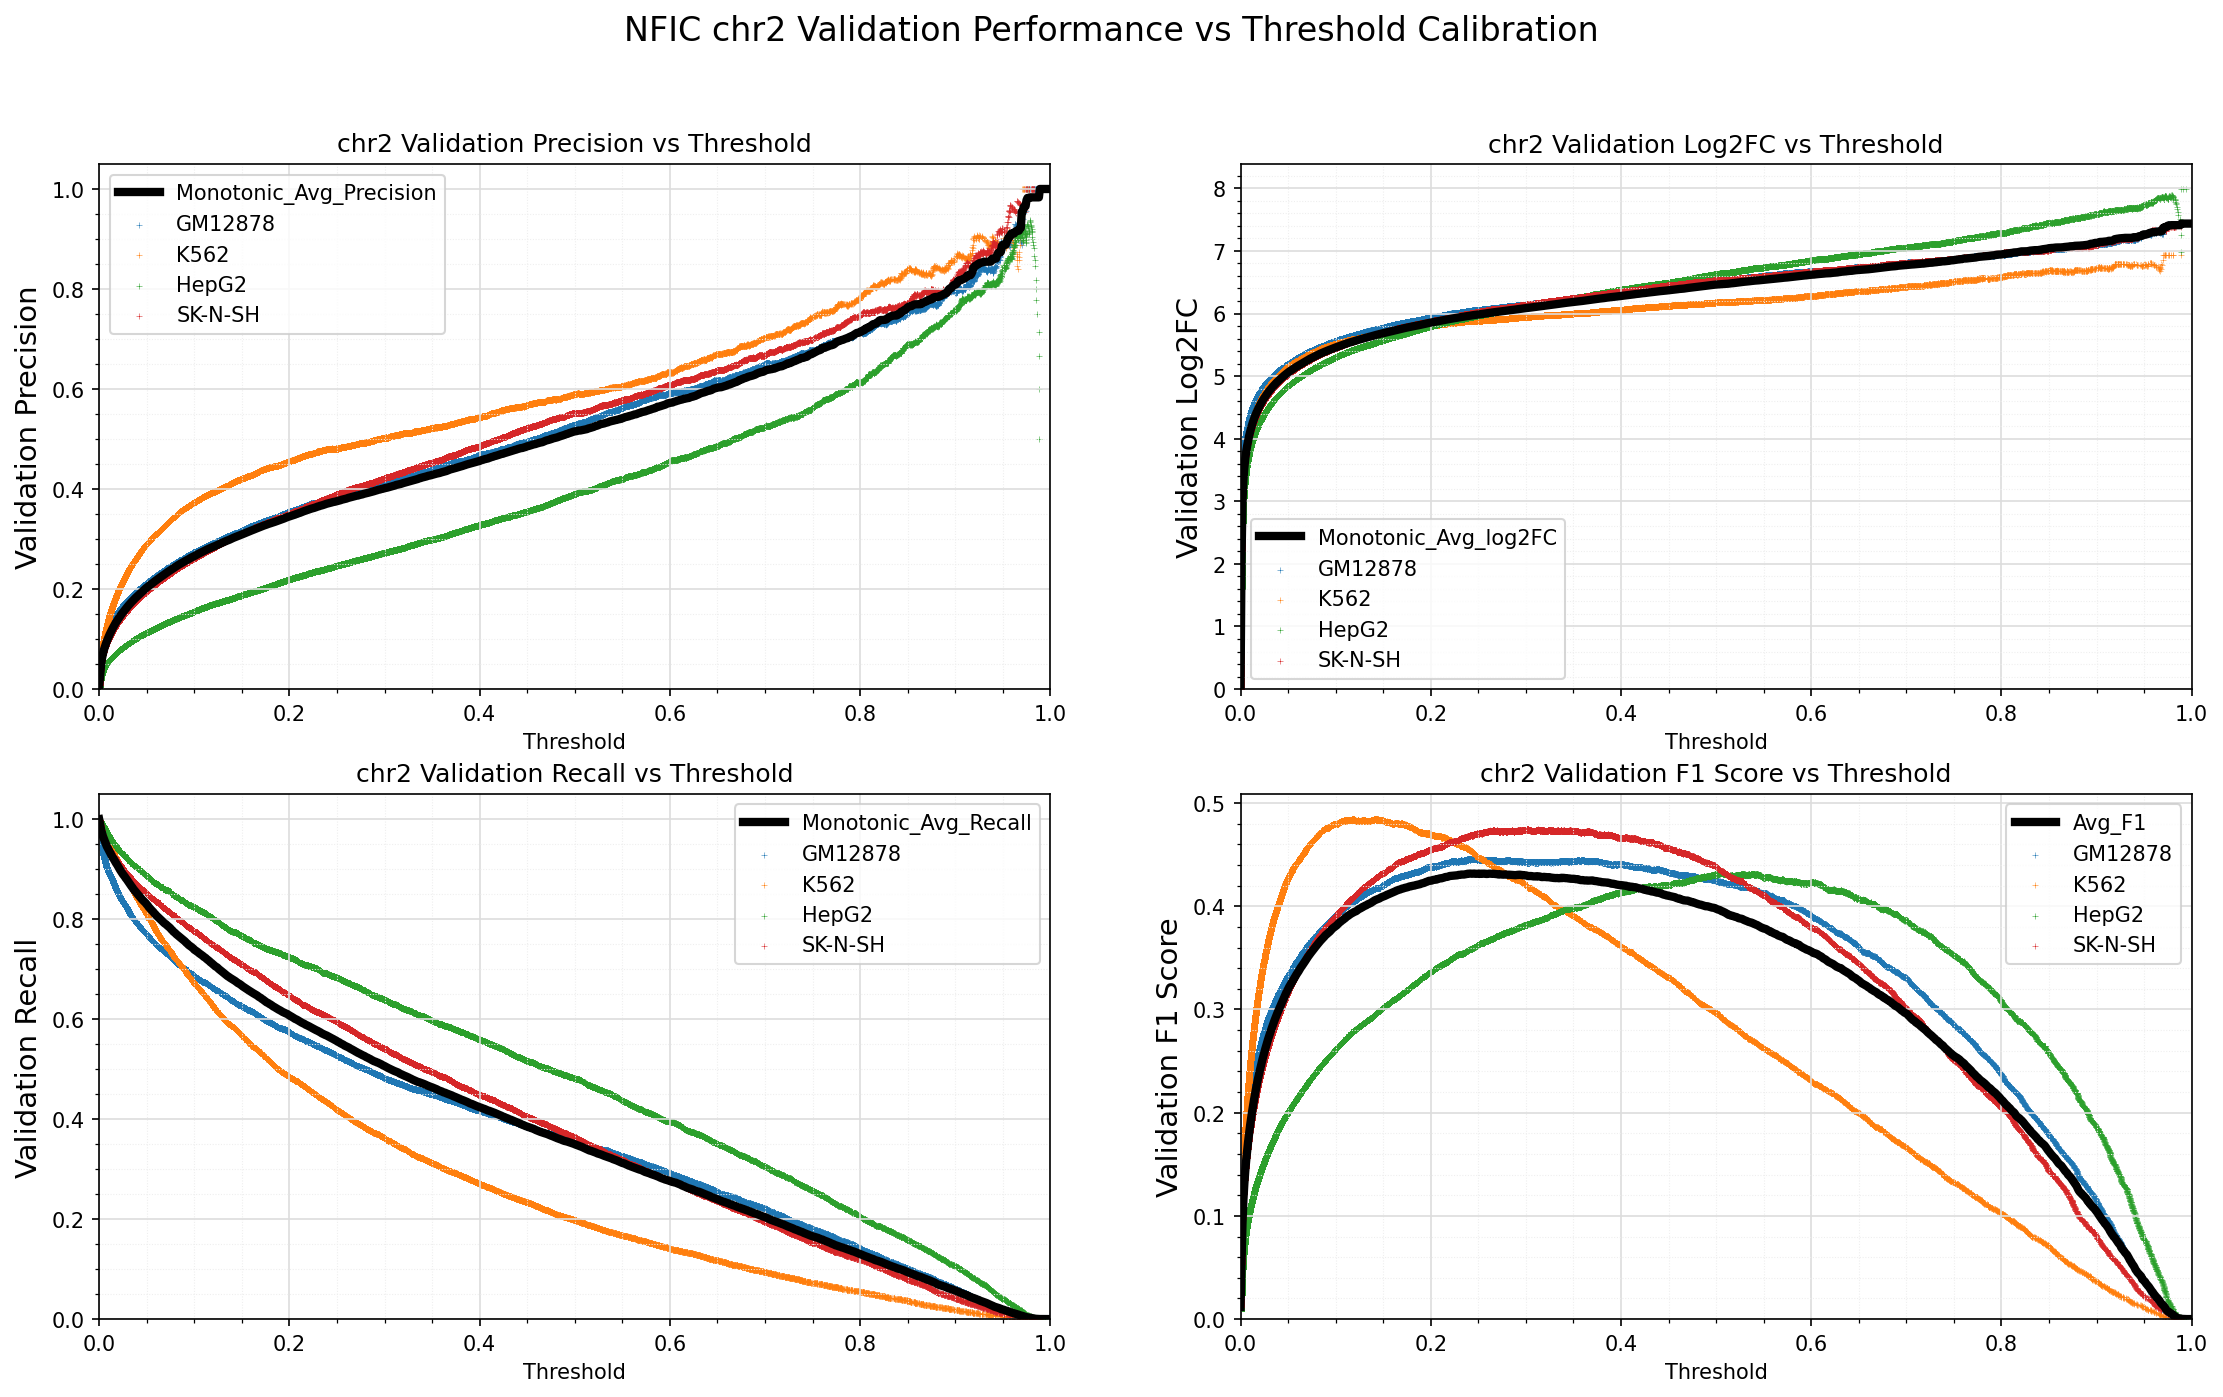 NFIC chr2 Validation Performance vs Threshold Calibration
chr2 Validation Precision vs Threshold
Validation Precision
1.0
0.8
0.6
0.4
0.2
0.0
Monotonic_Avg_Precision
GM12878
K562
HepG2
SK-N-SH
0.0 0.2 0.4 0.6 0.8 1.0
Threshold
chr2 Validation Log2FC vs Threshold
Validation Log2FC
8
7
6
5
4
3
2
1
0
Monotonic_Avg_log2FC
GM12878
K562
HepG2
SK-N-SH
0.0 0.2 0.4 0.6 0.8 1.0
Threshold
chr2 Validation Recall vs Threshold
Validation Recall
1.0
0.8
0.6
0.4
0.2
0.0
Monotonic_Avg_Recall
GM12878
K562
HepG2
SK-N-SH
0.0 0.2 0.4 0.6 0.8 1.0
Threshold
chr2 Validation F1 Score vs Threshold
Validation F1 Score
0.5
0.4
0.3
0.2
0.1
0.0
Avg_F1
GM12878
K562
HepG2
SK-N-SH
0.0 0.2 0.4 0.6 0.8 1.0
Threshold